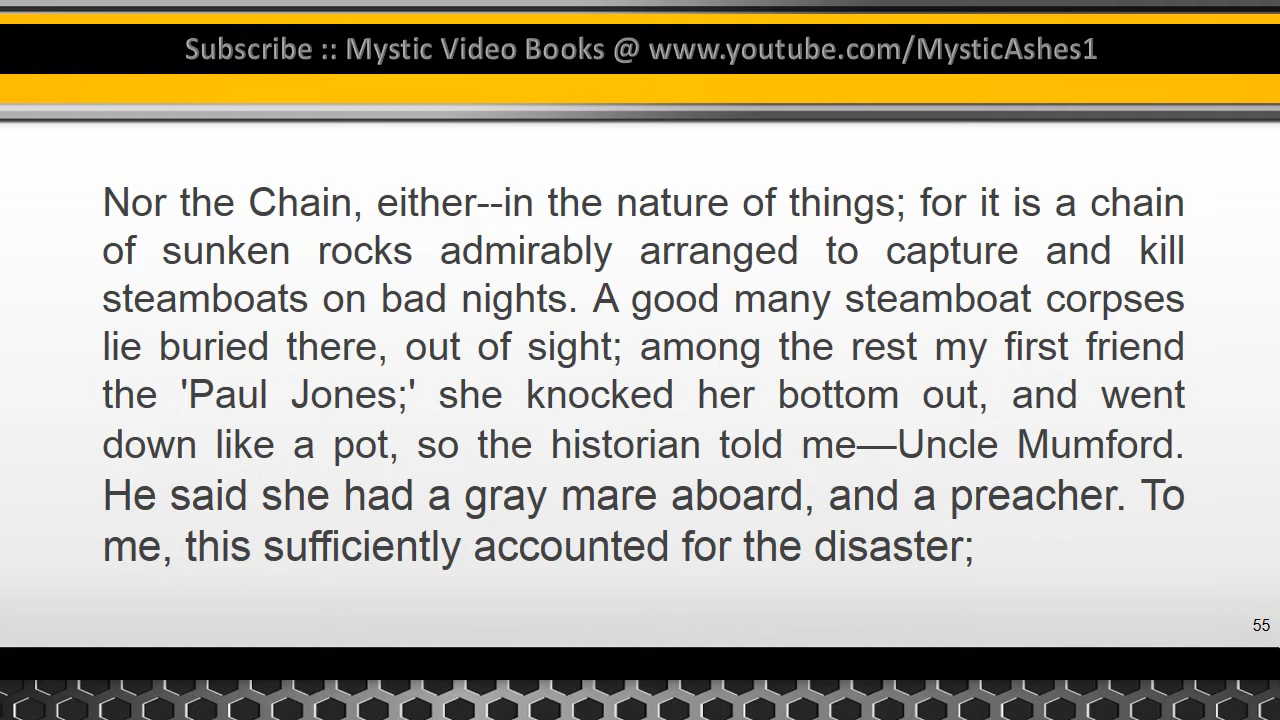 Subscribe :: Mystic Video Books @ www.youtube.com/MysticAshes1
Nor the Chain, either--in the nature of things; for it is a chain
of sunken rocks admirably arranged to capture and kill
steamboats on bad nights. A good many steamboat corpses
lie buried there, out of sight; among the rest my first friend
the 'Paul Jones;' she knocked her bottom out, and went
down like a pot, so the historian told me—Uncle Mumford.
He said she had a gray mare aboard, and a preacher. To
me, this sufficiently accounted for the disaster;
55